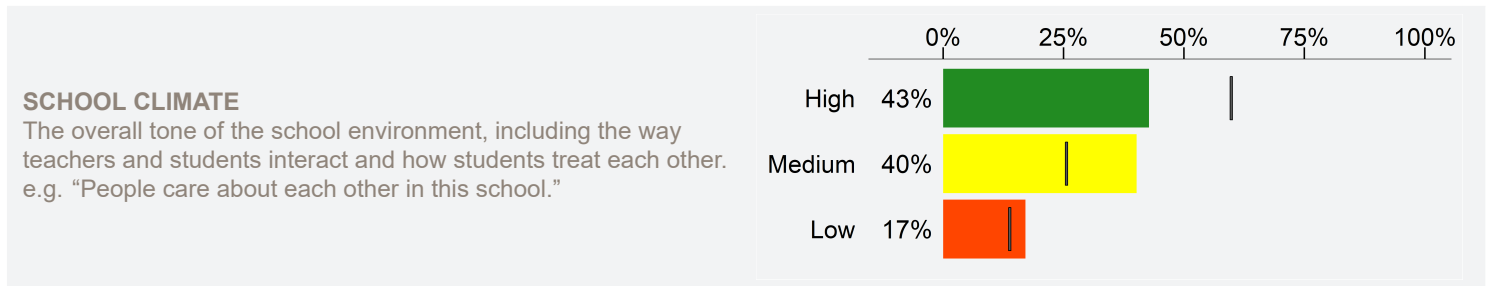 SCHOOL CLIMATE
The overall tone of the school environment, including the way
teachers and students interact and how students treat each other.
e.g. “People care about each other in this school.”
0% 25% 50% 75% 100%
High 43%
Medium 40%
Low 17%